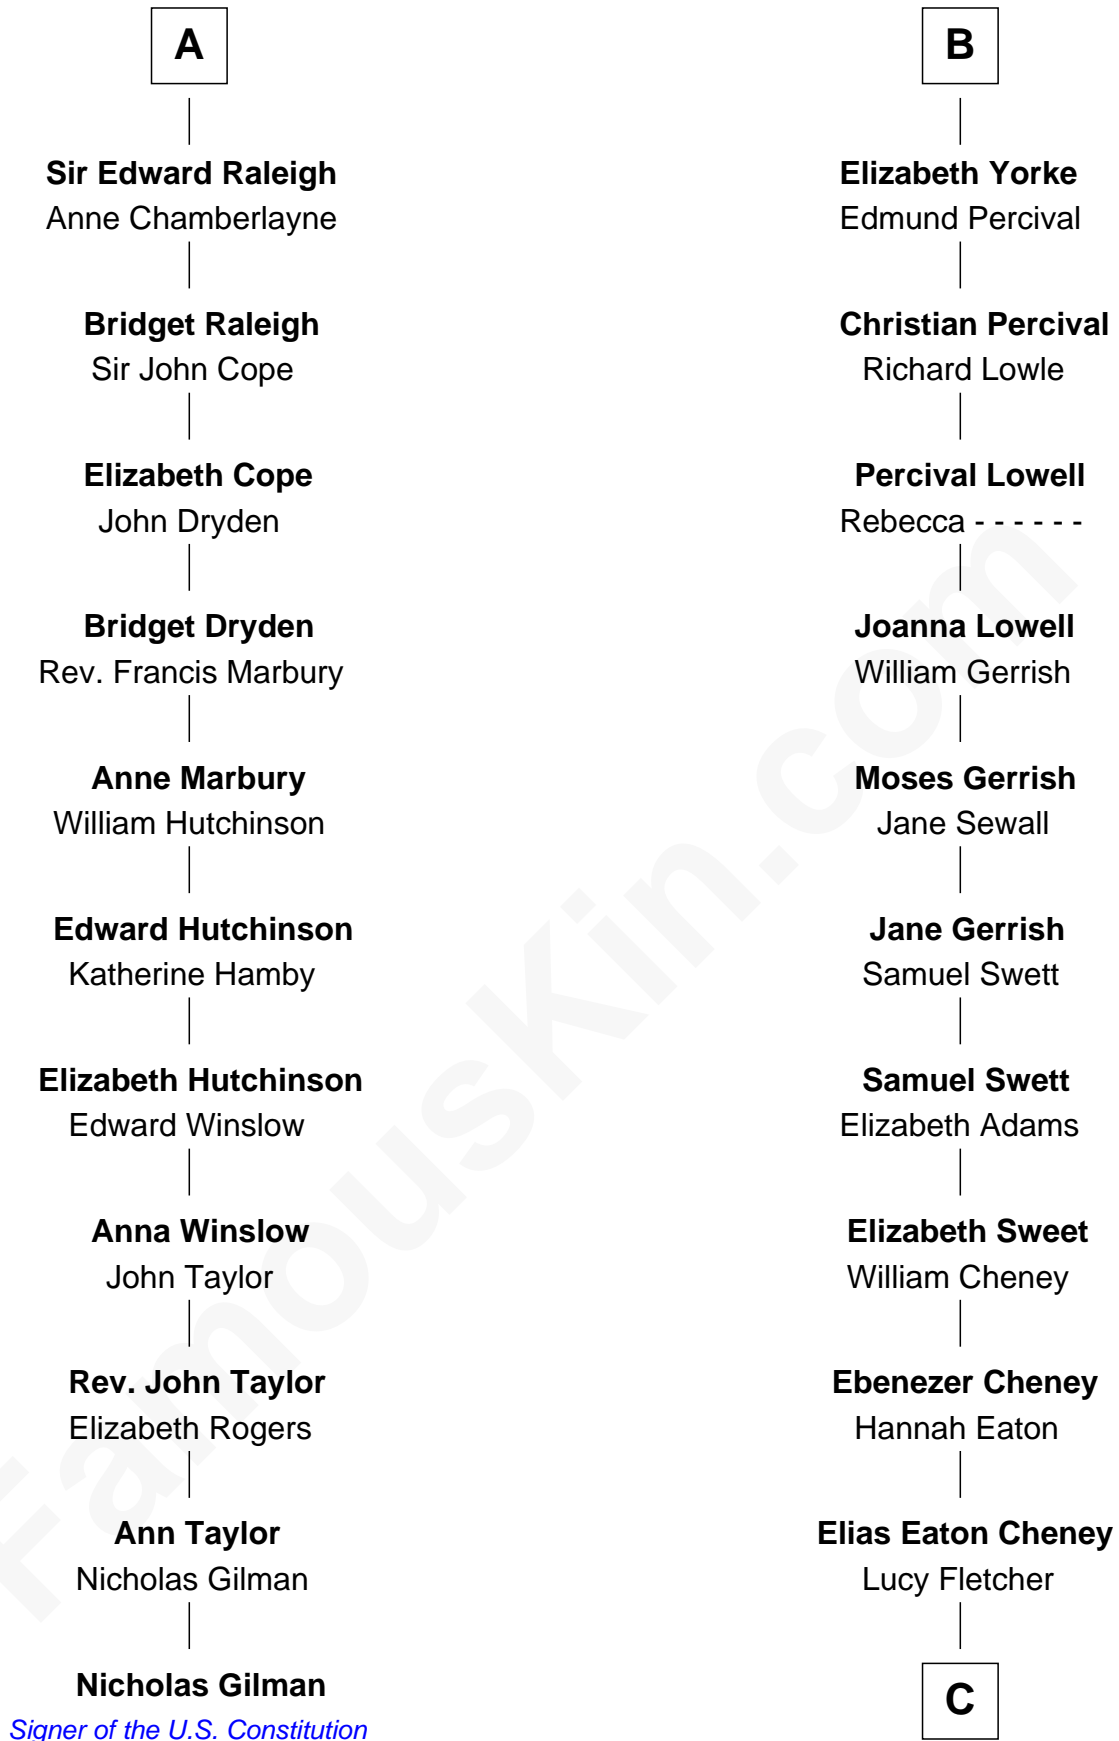 A
Sir Edward Raleigh
Anne Chamberlayne
Bridget Raleigh
Sir John Cope
Elizabeth Cope
John Dryden
Bridget Dryden
Rev. Francis Marbury
Anne Marbury
William Hutchinson
Edward Hutchinson
Katherine Hamby
Elizabeth Hutchinson
Edward Winslow
Anna Winslow
John Taylor
Rev. John Taylor
Elizabeth Rogers
Ann Taylor
Nicholas Gilman
Nicholas Gilman
Signer of the U.S. Constitution
B
Elizabeth Yorke
Edmund Percival
Christian Percival
Richard Lowle
Percival Lowell
Rebecca - - - - - -
Joanna Lowell
William Gerrish
Moses Gerrish
Jane Sewall
Jane Gerrish
Samuel Swett
Samuel Swett
Elizabeth Adams
Elizabeth Sweet
William Cheney
Ebenezer Cheney
Hannah Eaton
Elias Eaton Cheney
Lucy Fletcher
C
FamousKin.com